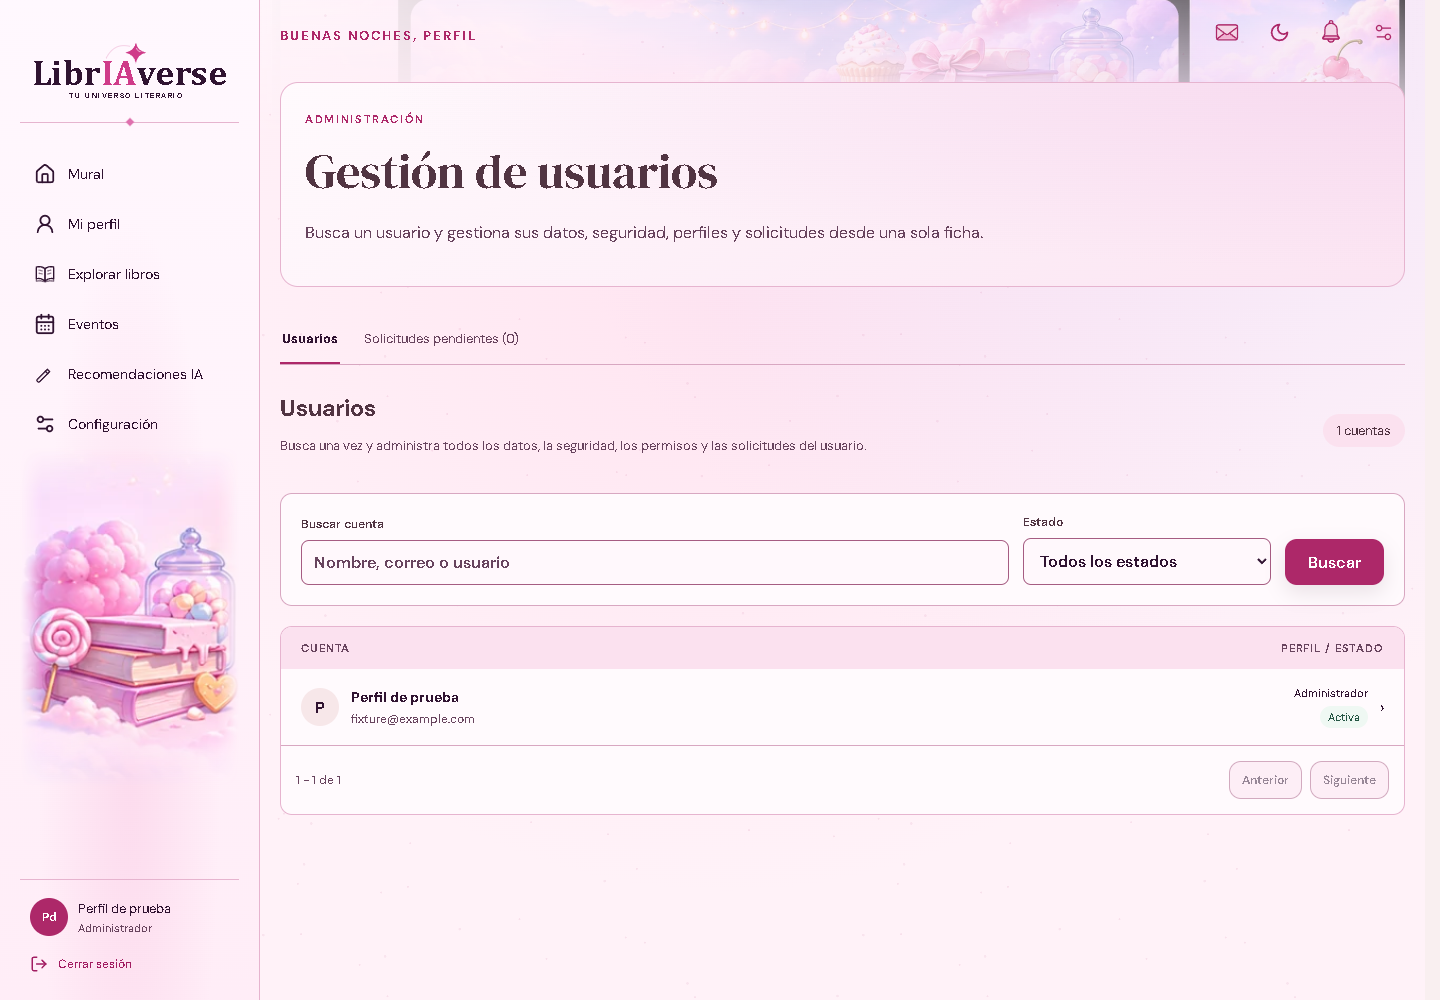 LibrIAverse
TU UNIVERSO LITERARIO
Mural
Mi perfil
Explorar libros
Eventos
Recomendaciones IA
Configuración
Pd
Perfil de prueba
Administrador
Cerrar sesión
BUENAS NOCHES, PERFIL
ADMINISTRACIÓN
Gestión de usuarios
Busca un usuario y gestiona sus datos, seguridad, perfiles y solicitudes desde una sola ficha.
Usuarios
Solicitudes pendientes (0)
Usuarios
Busca una vez y administra todos los datos, la seguridad, los permisos y las solicitudes del usuario.
1 cuentas
Buscar cuenta
Nombre, correo o usuario
Estado
Todos los estados
Buscar
CUENTA
PERFIL / ESTADO
P
Perfil de prueba
fixture@example.com
Administrador
Activa
1 – 1 de 1
Anterior
Siguiente